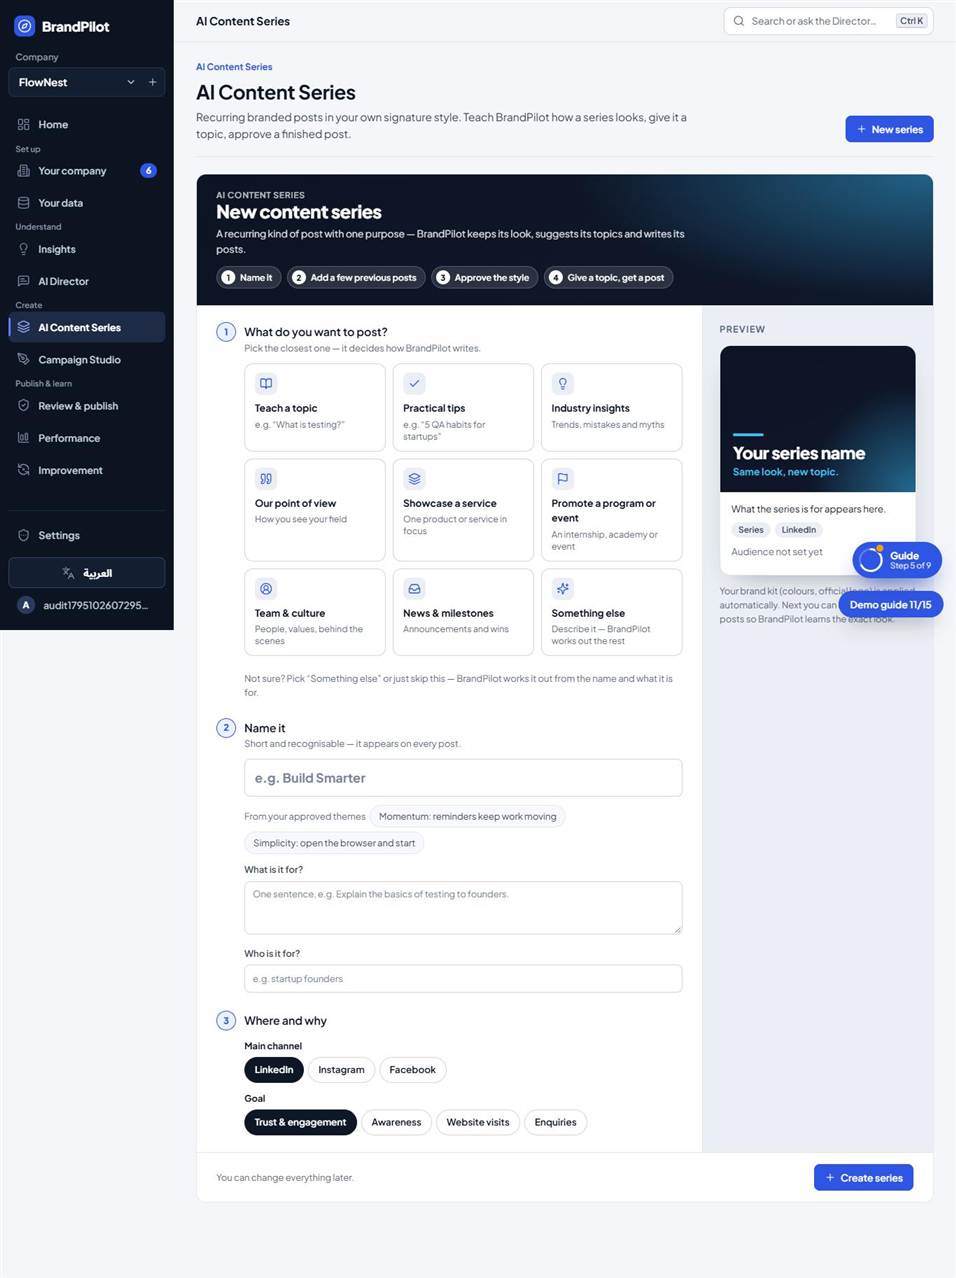 BrandPilot
Company
FlowNest
Home
Set up
Your company
6
Your data
Understand
Insights
AI Director
Create
AI Content Series
Campaign Studio
Publish & learn
Review & publish
Performance
Improvement
Settings
العربية
A
audit1795102607295...
AI Content Series
Search or ask the Director...
Ctrl K
AI Content Series
AI Content Series
Recurring branded posts in your own signature style. Teach BrandPilot how a series looks, give it a
topic, approve a finished post.
New series
AI CONTENT SERIES
New content series
A recurring kind of post with one purpose — BrandPilot keeps its look, suggests its topics and writes its
posts.
1 Name it
2 Add a few previous posts
3 Approve the style
4 Give a topic, get a post
1 What do you want to post?
Pick the closest one — it decides how BrandPilot writes.
Teach a topic
e.g. “What is testing?”
Practical tips
e.g. “5 QA habits for
startups”
Industry insights
Trends, mistakes and myths
Our point of view
How you see your field
Showcase a service
One product or service in
focus
Promote a program or
event
An internship, academy or
event
Team & culture
People, values, behind the
scenes
News & milestones
Announcements and wins
Something else
Describe it — BrandPilot
works out the rest
Not sure? Pick “Something else” or just skip this — BrandPilot works it out from the name and what it is
for.
2 Name it
Short and recognisable — it appears on every post.
e.g. Build Smarter
From your approved themes
Momentum: reminders keep work moving
Simplicity: open the browser and start
What is it for?
One sentence, e.g. Explain the basics of testing to founders.
Who is it for?
e.g. startup founders
3 Where and why
Main channel
LinkedIn
Instagram
Facebook
Goal
Trust & engagement
Awareness
Website visits
Enquiries
You can change everything later.
Create series
PREVIEW
Your series name
Same look, new topic.
What the series is for appears here.
Series
LinkedIn
Audience not set yet
Guide
Step 5 of 9
Your brand kit (colours, official
automatically. Next you can
Demo guide 11/15
posts so BrandPilot learns the exact look.